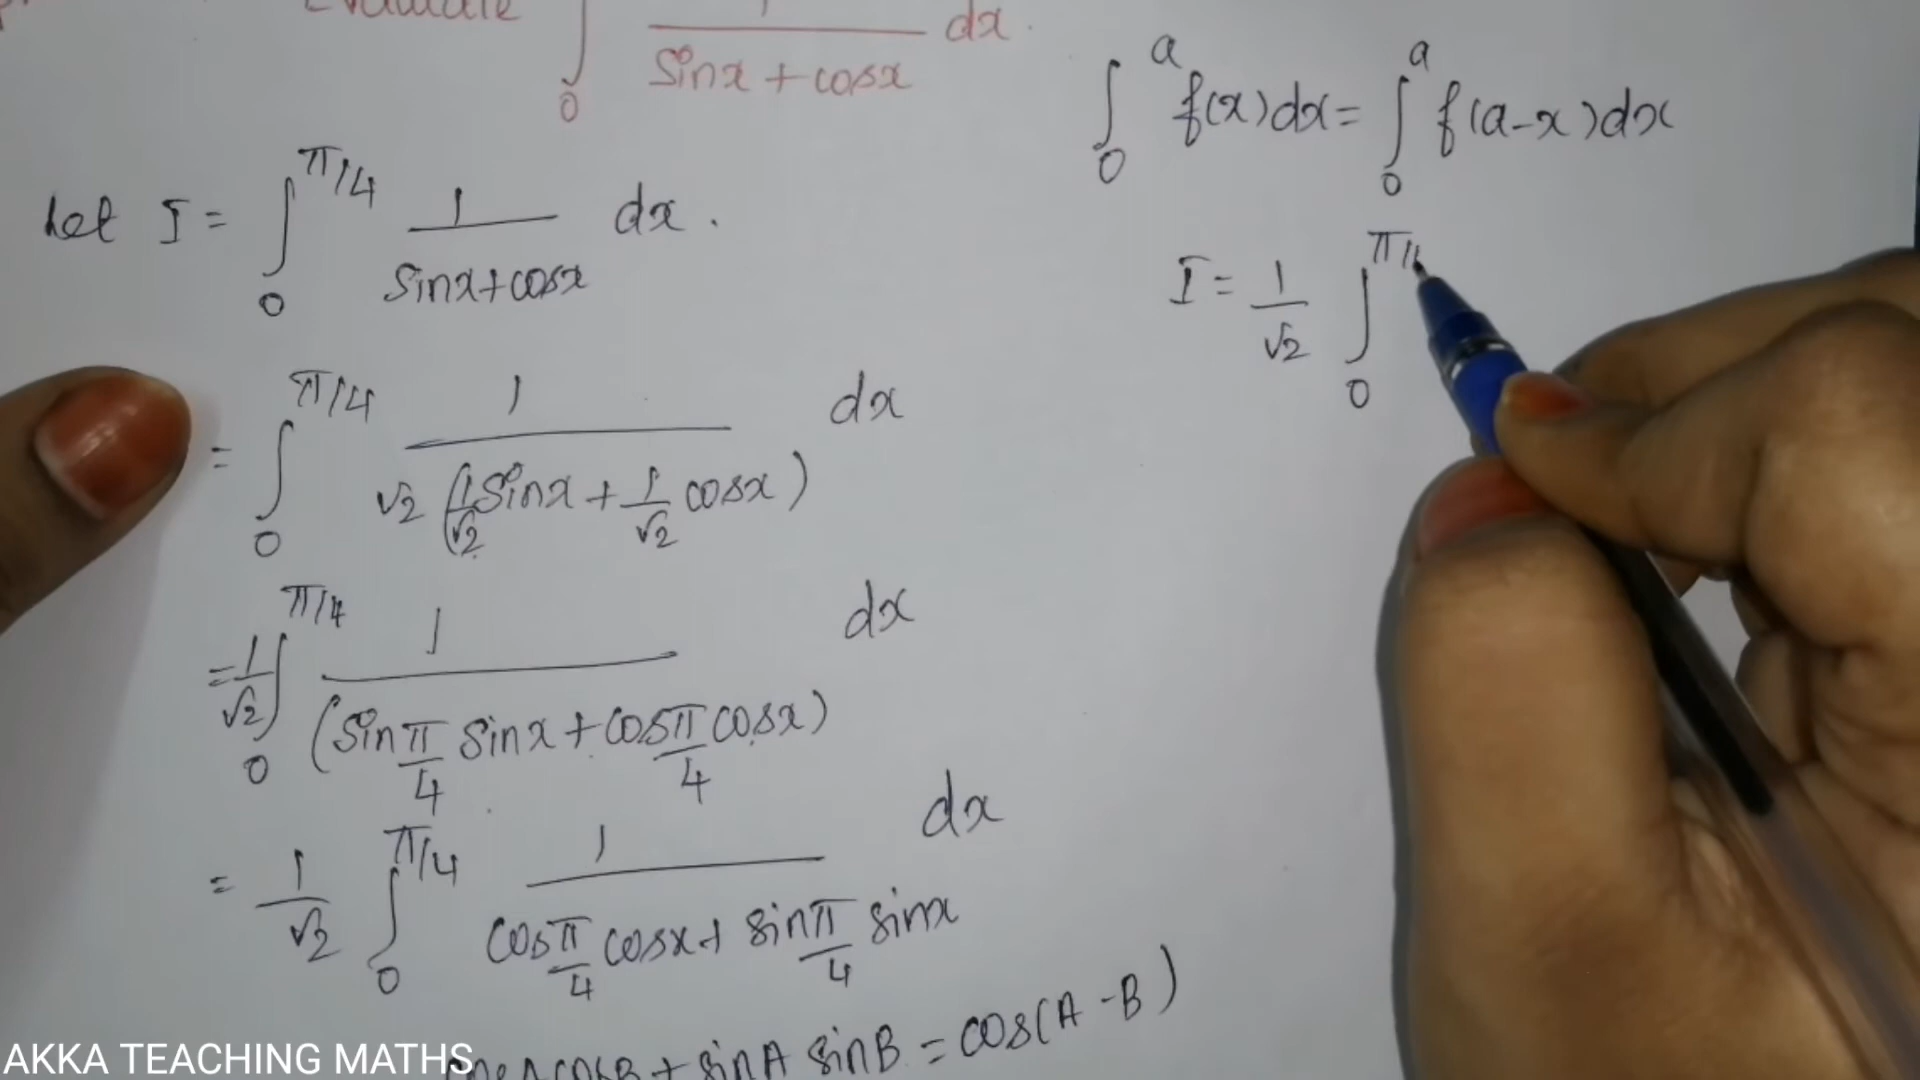 Evaluate ∫ 0 1/(sinx + cosx) dx.
∫ 0 a f(x)dx = ∫ 0 a f(a-x)dx
Let I = ∫ 0 π/4 1/(sinx+cosx) dx.
= ∫ 0 π/4 1/(√2 (1/√2 sinx + 1/√2 cosx)) dx
= 1/√2 ∫ 0 π/4 1/(sin π/4 sinx + cos π/4 cosx) dx
= 1/√2 ∫ 0 π/4 1/(cos π/4 cosx + sin π/4 sinx) dx
cosB + sinA sinB = cos(A-B)
I = 1/√2 ∫ 0 π/
AKKA TEACHING MATHS